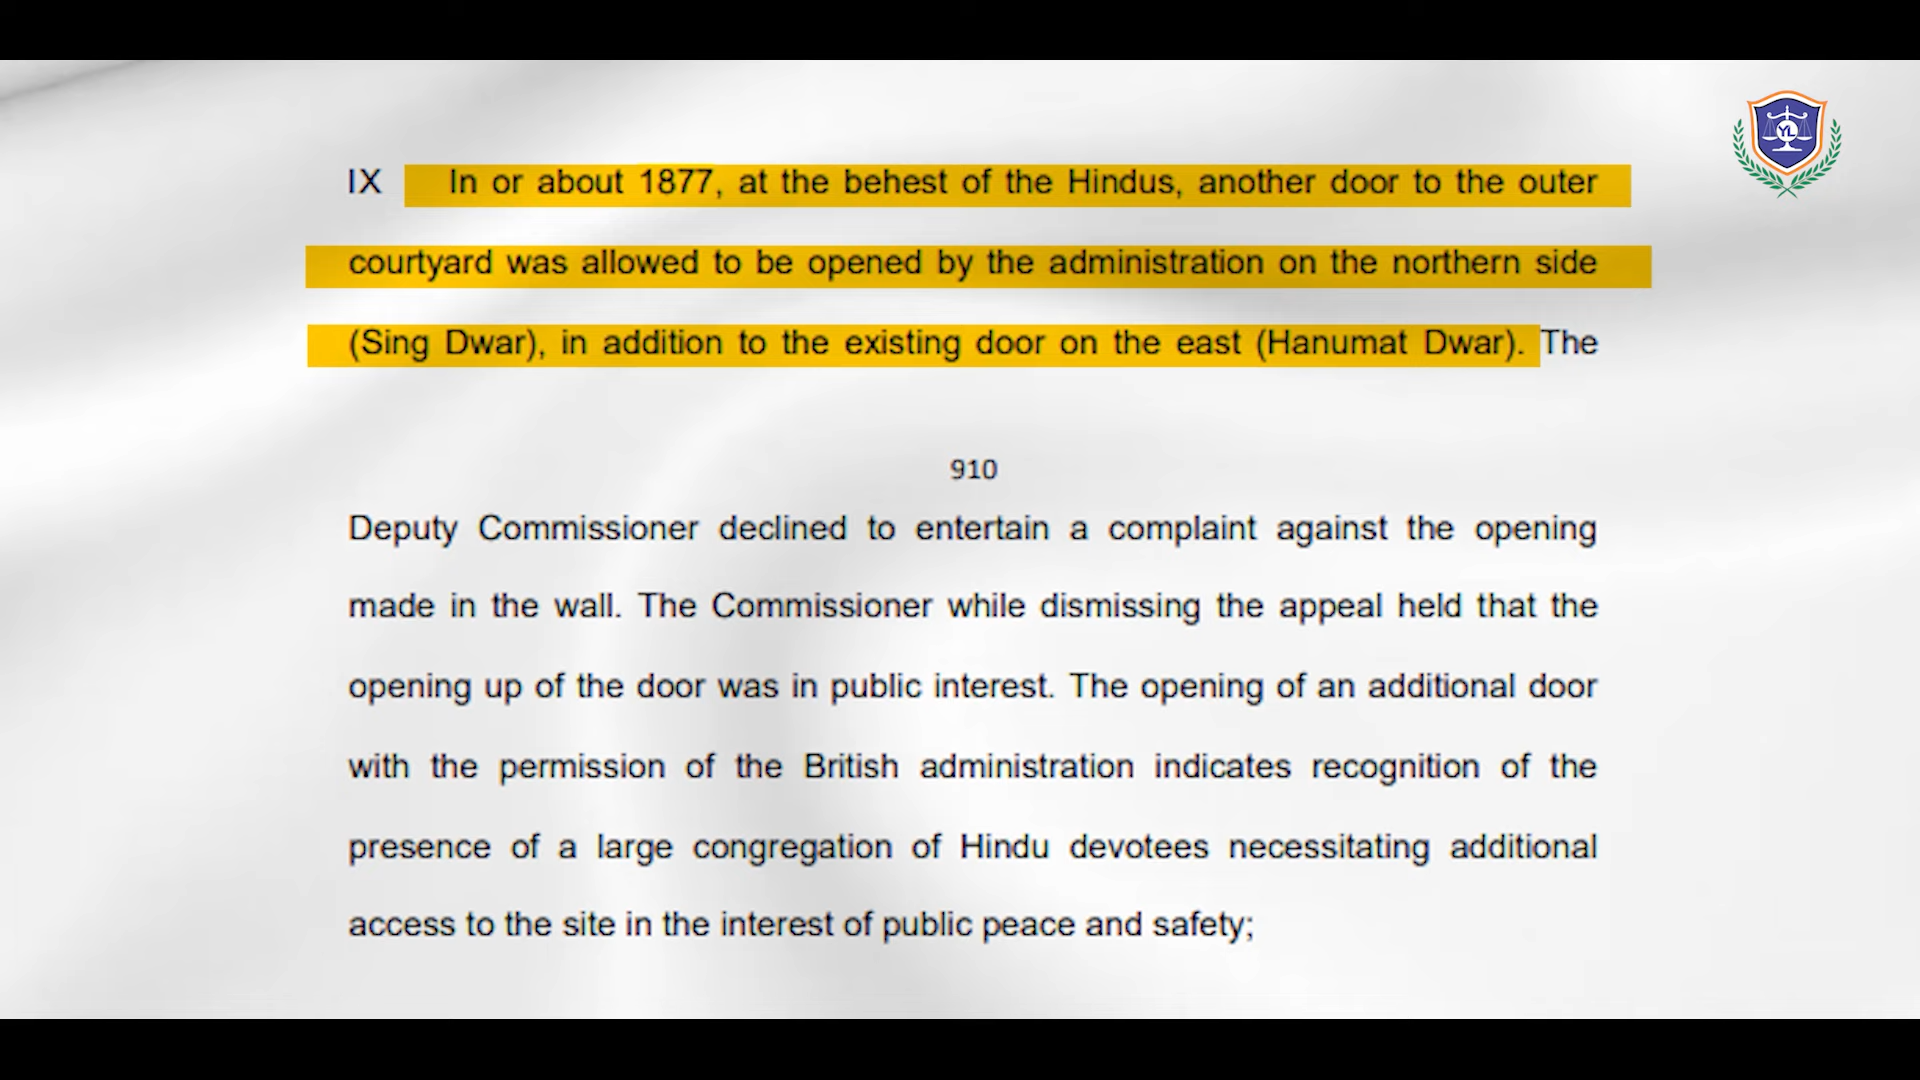 YL
IX In or about 1877, at the behest of the Hindus, another door to the outer
courtyard was allowed to be opened by the administration on the northern side
(Sing Dwar), in addition to the existing door on the east (Hanumat Dwar). The
910
Deputy Commissioner declined to entertain a complaint against the opening
made in the wall. The Commissioner while dismissing the appeal held that the
opening up of the door was in public interest. The opening of an additional door
with the permission of the British administration indicates recognition of the
presence of a large congregation of Hindu devotees necessitating additional
access to the site in the interest of public peace and safety;